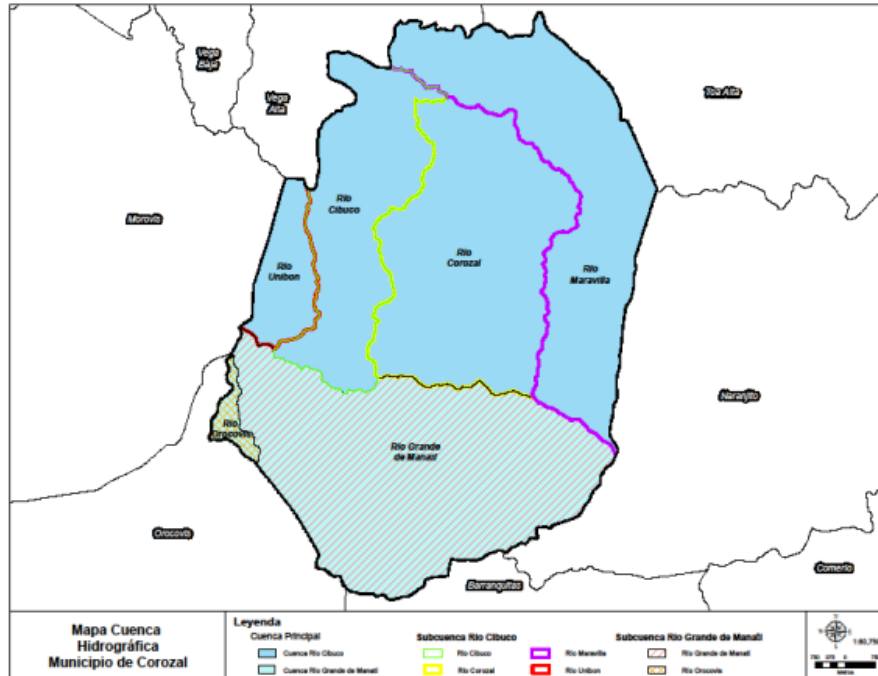 Vega
Baja
Vega
Alta
Toa Alta
Morovis
Río
Cibuco
Río
Unibon
Río
Corozal
Río
Maravilla
Naranjito
Río
Orocovis
Río Grande
de Manatí
Orocovis
Barranquitas
Comerio
Mapa Cuenca
Hidrográfica
Municipio de Corozal
Leyenda
Cuenca Principal
Cuenca Río Cibuco
Cuenca Río Grande de Manatí
Subcuenca Río Cibuco
Río Cibuco
Río Corozal
Río Maravilla
Río Unibon
Subcuenca Río Grande de Manatí
Río Grande de Manatí
Río Orocovis